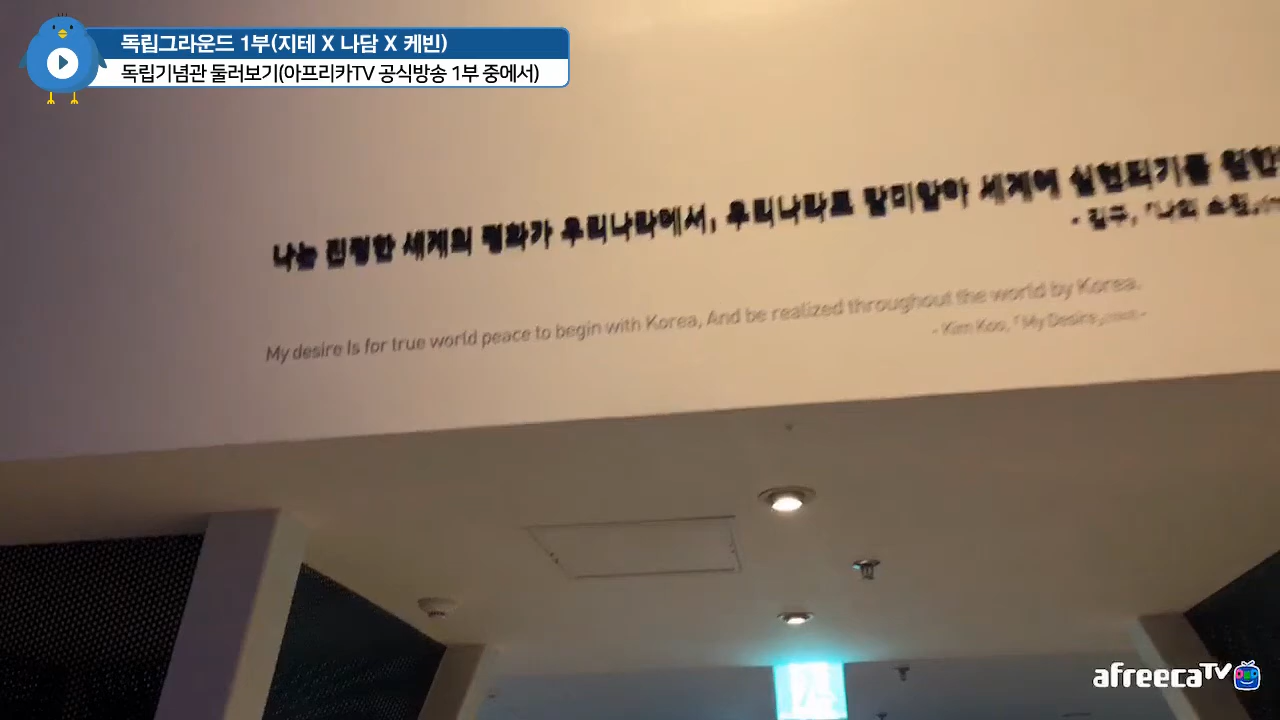 독립그라운드 1부(지테 X 나담 X 케빈)
독립기념관 둘러보기(아프리카TV 공식방송 1부 중에서)
나는 진정한 세계의 평화가 우리나라에서, 우리나라로 말미암아 세계에 실현되기를 원한
- 김구, 「나의 소원」
My desire Is for true world peace to begin with Korea, And be realized throughout the world by Korea.
- Kim Koo, 「My Desire」
afreecaTV